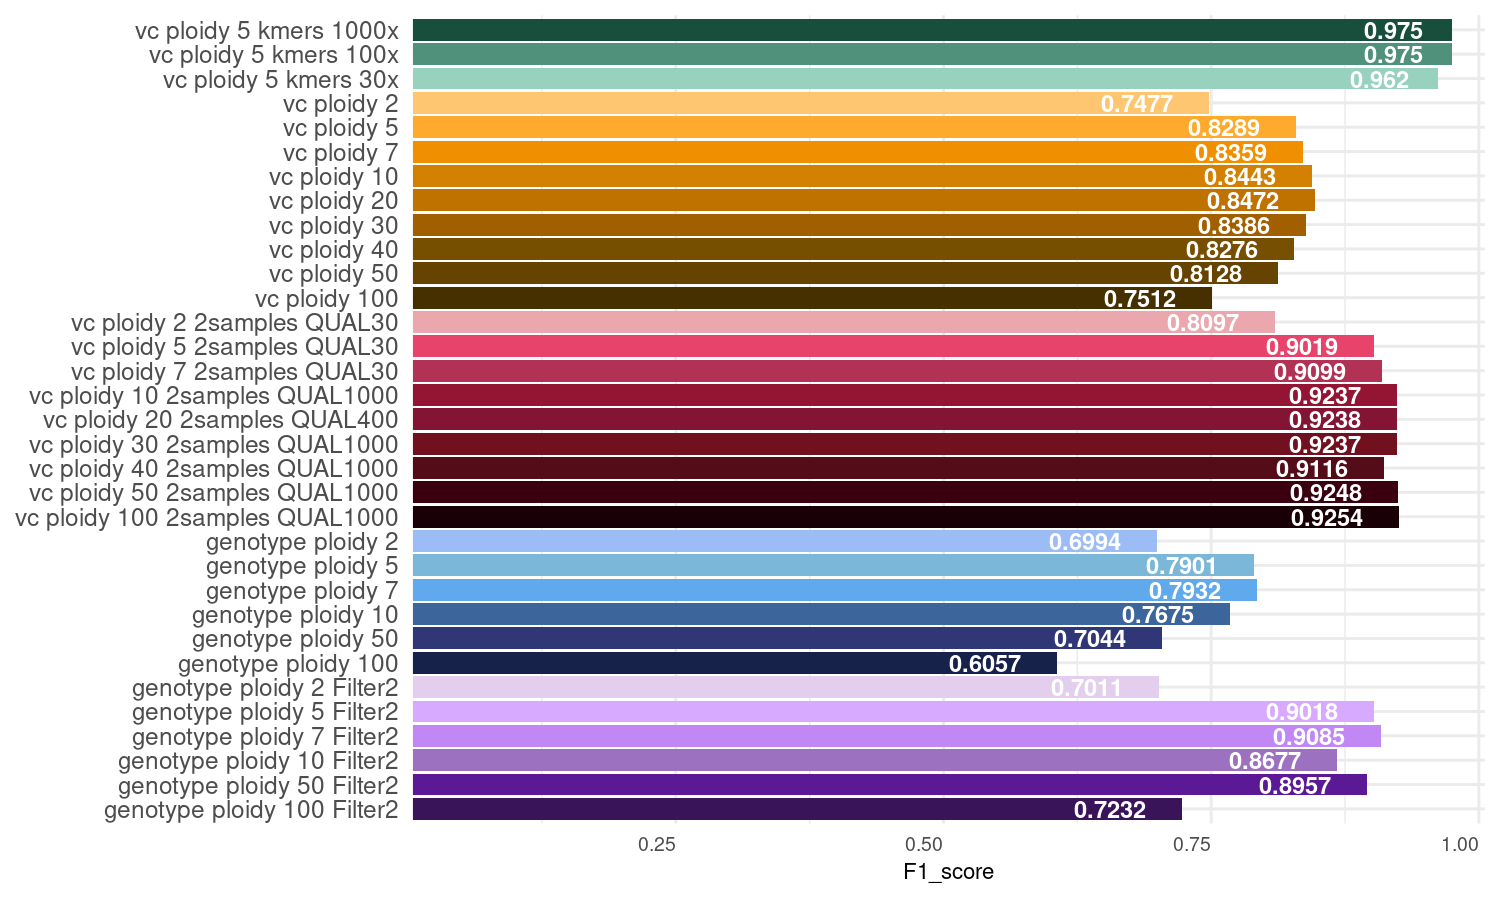 vc ploidy 5 kmers 1000x 0.975
vc ploidy 5 kmers 100x 0.975
vc ploidy 5 kmers 30x 0.962
vc ploidy 2 0.7477
vc ploidy 5 0.8289
vc ploidy 7 0.8359
vc ploidy 10 0.8443
vc ploidy 20 0.8472
vc ploidy 30 0.8386
vc ploidy 40 0.8276
vc ploidy 50 0.8128
vc ploidy 100 0.7512
vc ploidy 2 2samples QUAL30 0.8097
vc ploidy 5 2samples QUAL30 0.9019
vc ploidy 7 2samples QUAL30 0.9099
vc ploidy 10 2samples QUAL1000 0.9237
vc ploidy 20 2samples QUAL400 0.9238
vc ploidy 30 2samples QUAL1000 0.9237
vc ploidy 40 2samples QUAL1000 0.9116
vc ploidy 50 2samples QUAL1000 0.9248
vc ploidy 100 2samples QUAL1000 0.9254
genotype ploidy 2 0.6994
genotype ploidy 5 0.7901
genotype ploidy 7 0.7932
genotype ploidy 10 0.7675
genotype ploidy 50 0.7044
genotype ploidy 100 0.6057
genotype ploidy 2 Filter2 0.7011
genotype ploidy 5 Filter2 0.9018
genotype ploidy 7 Filter2 0.9085
genotype ploidy 10 Filter2 0.8677
genotype ploidy 50 Filter2 0.8957
genotype ploidy 100 Filter2 0.7232
0.25 0.50 0.75 1.00
F1_score